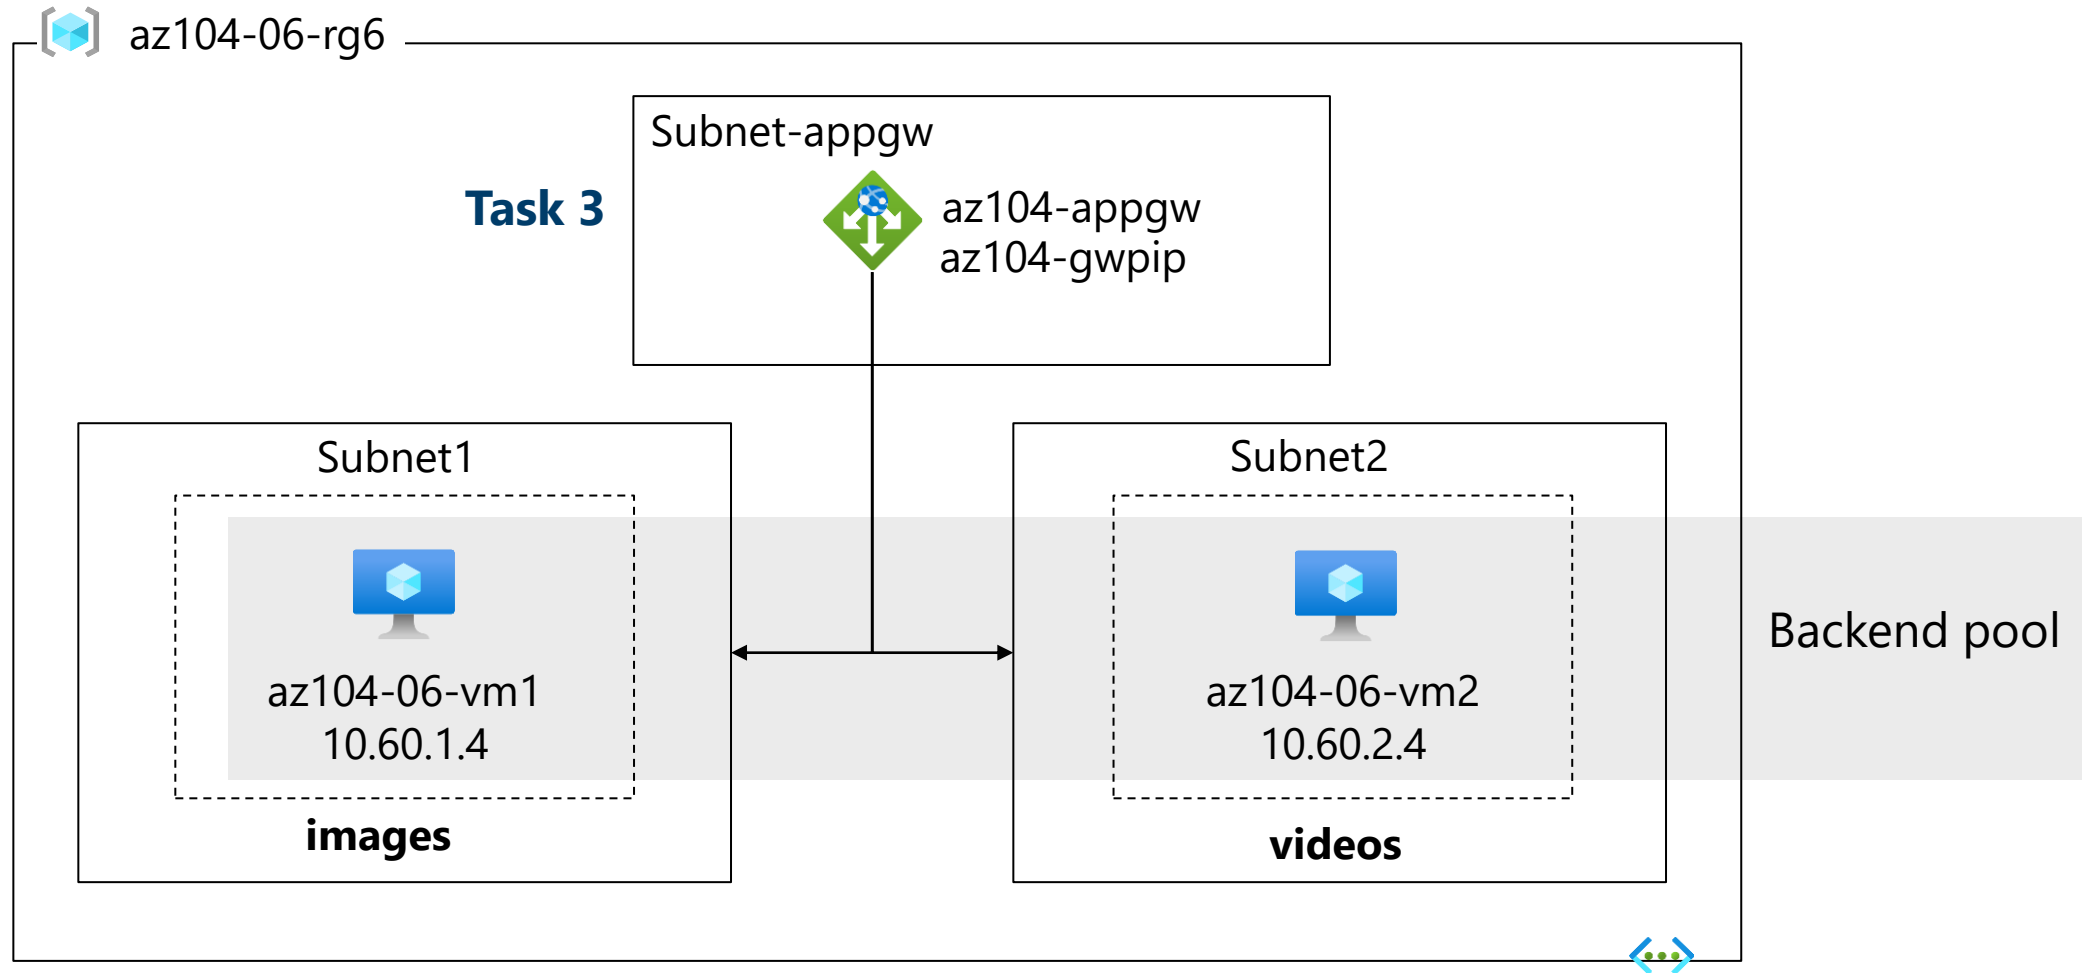 az104-06-rg6
Subnet-appgw
Task 3
az104-appgw
az104-gwpip
Subnet1
Subnet2
az104-06-vm1
10.60.1.4
az104-06-vm2
10.60.2.4
Backend pool
images
videos